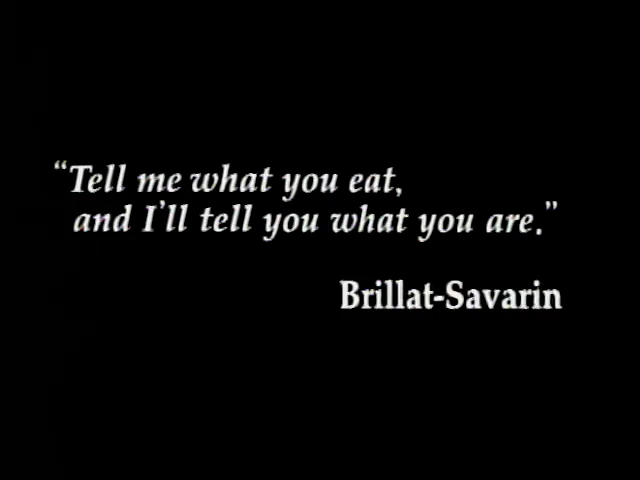 “Tell me what you eat,
and I'll tell you what you are.”
Brillat-Savarin